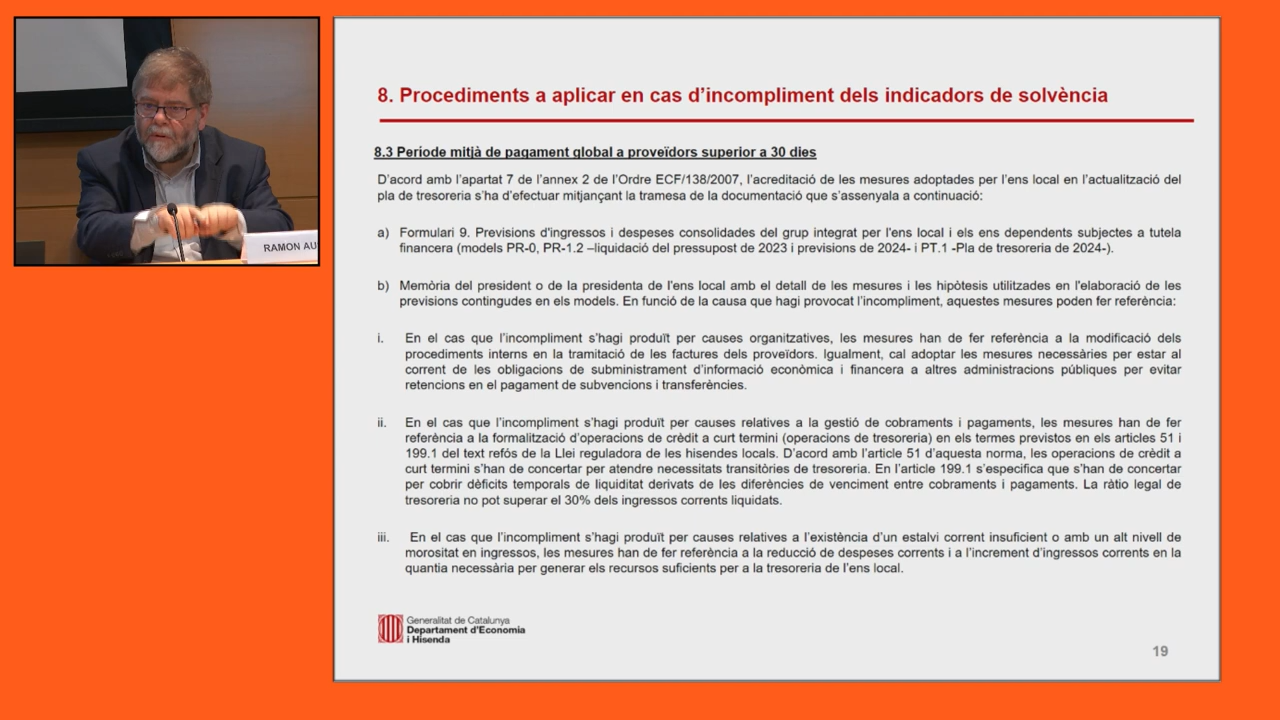 RAMON AU
8. Procediments a aplicar en cas d’incompliment dels indicadors de solvència
8.3 Periode mitjà de pagament global a proveïdors superior a 30 dies
D’acord amb l’apartat 7 de l’annex 2 de l’Ordre ECF/138/2007, l’acreditació de les mesures adoptades per l’ens local en l’actualització del
pla de tresoreria s’ha d’efectuar mitjançant la tramesa de la documentació que s’assenyala a continuació:
a) Formulari 9. Previsions d'ingressos i despeses consolidades del grup integrat per l'ens local i els ens dependents subjectes a tutela
financera (models PR-0, PR-1.2 –liquidació del pressupost de 2023 i previsions de 2024- i PT.1 -Pla de tresoreria de 2024-).
b) Memòria del president o de la presidenta de l'ens local amb el detall de les mesures i les hipòtesis utilitzades en l'elaboració de les
previsions contingudes en els models. En funció de la causa que hagi provocat l’incompliment, aquestes mesures poden fer referència:
i. En el cas que l’incompliment s’hagi produït per causes organitzatives, les mesures han de fer referència a la modificació dels
procediments interns en la tramitació de les factures dels proveïdors. Igualment, cal adoptar les mesures necessàries per estar al
corrent de les obligacions de subministrament d’informació econòmica i financera a altres administracions públiques per evitar
retencions en el pagament de subvencions i transferències.
ii. En el cas que l’incompliment s’hagi produït per causes relatives a la gestió de cobraments i pagaments, les mesures han de fer
referència a la formalització d’operacions de crèdit a curt termini (operacions de tresoreria) en els termes previstos en els articles 51 i
199.1 del text refós de la Llei reguladora de les hisendes locals. D’acord amb l’article 51 d’aquesta norma, les operacions de crèdit a
curt termini s’han de concertar per atendre necessitats transitòries de tresoreria. En l’article 199.1 s’especifica que s’han de concertar
per cobrir dèficits temporals de liquiditat derivats de les diferències de venciment entre cobraments i pagaments. La ràtio legal de
tresoreria no pot superar el 30% dels ingressos corrents liquidats.
iii. En el cas que l’incompliment s’hagi produït per causes relatives a l’existència d’un estalvi corrent insuficient o amb un alt nivell de
morositat en ingressos, les mesures han de fer referència a la reducció de despeses corrents i a l’increment d’ingressos corrents en la
quantia necessària per generar els recursos suficients per a la tresoreria de l’ens local.
Generalitat de Catalunya
Departament d’Economia
i Hisenda
19